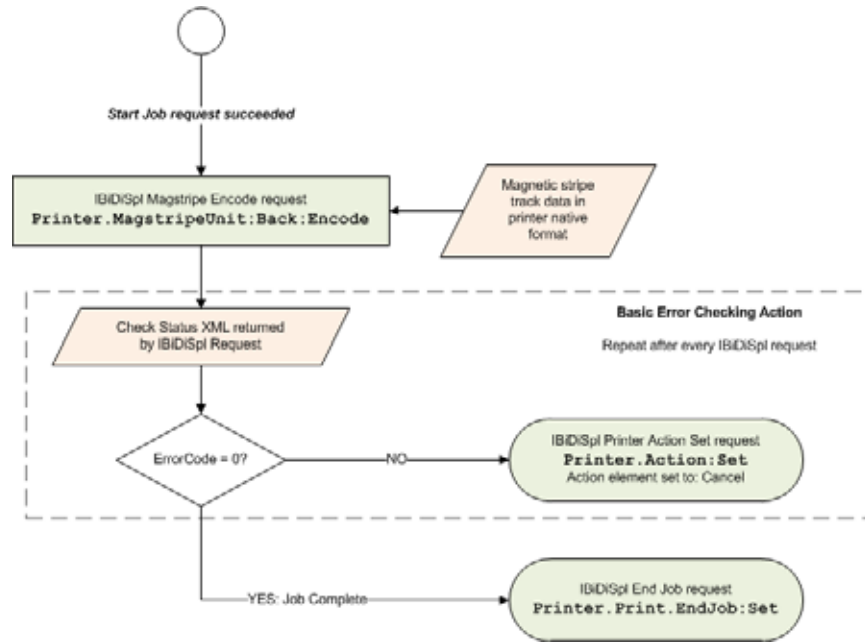 Start Job request succeeded
IBiDiSpl Magstripe Encode request
Printer.MagstripeUnit:Back:Encode
Magnetic stripe
track data in
printer native
format
Basic Error Checking Action
Check Status XML returned
by IBiDiSpl Request
Repeat after every IBiDiSpl request
ErrorCode = 0?
NO
IBiDiSpl Printer Action Set request
Printer.Action:Set
Action element set to: Cancel
YES: Job Complete
IBiDiSpl End Job request
Printer.Print.EndJob:Set